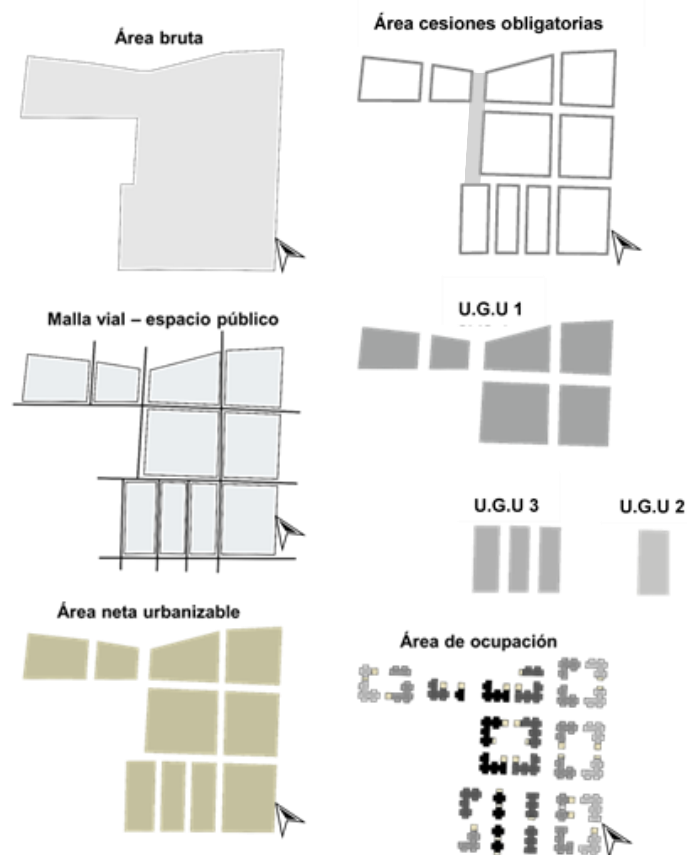 Área bruta
Área cesiones obligatorias
Malla vial – espacio público
U.G.U 1
U.G.U 3
U.G.U 2
Área neta urbanizable
Área de ocupación